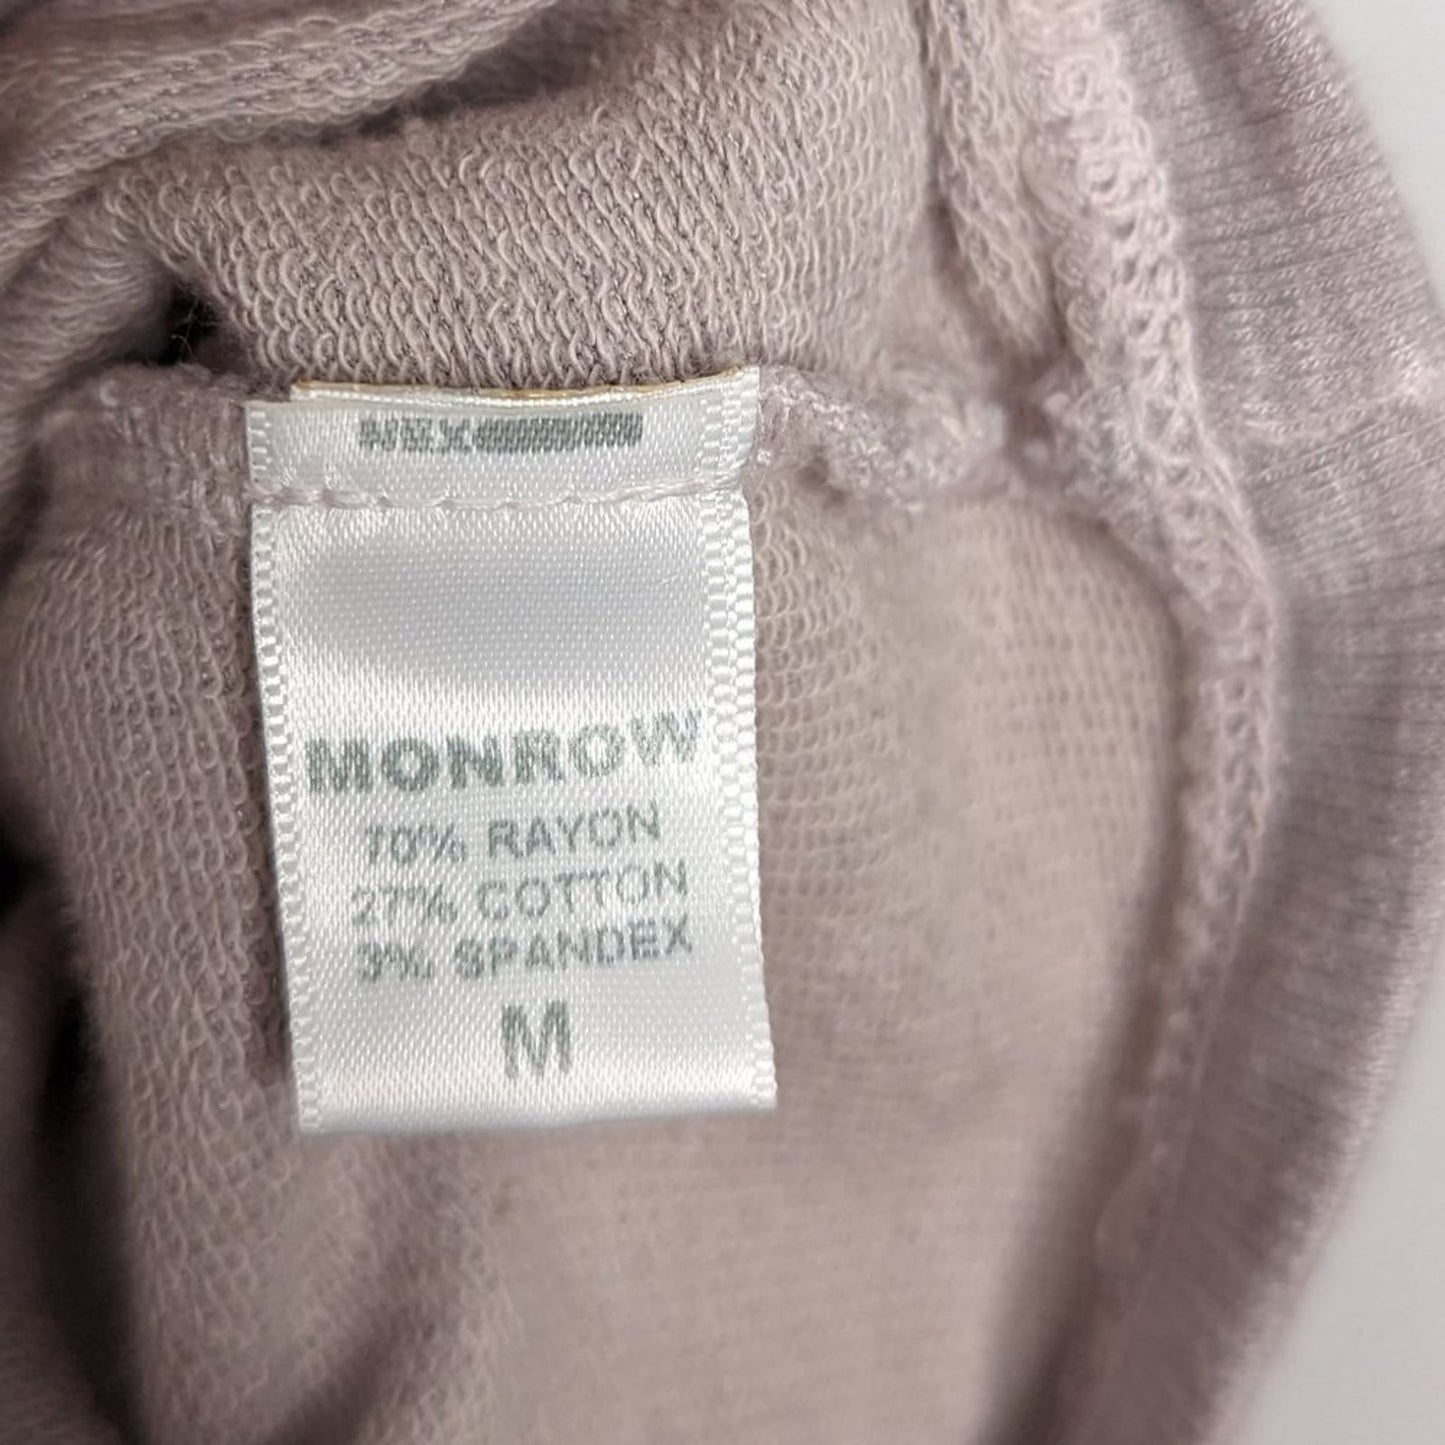 MONROW
70% RAYON
27% COTTON
3% SPANDEX
M